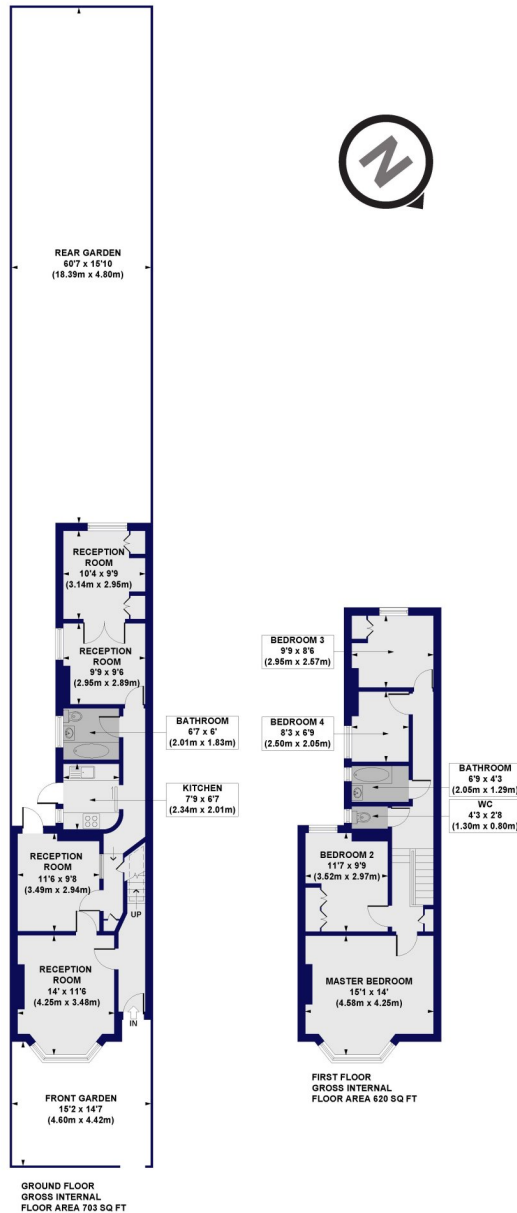 REAR GARDEN
60'7 x 15'10
(18.39m x 4.80m)
N
RECEPTION
ROOM
10'4 x 9'9
(3.14m x 2.95m)
RECEPTION
ROOM
9'9 x 9'6
(2.95m x 2.89m)
BATHROOM
6'7 x 6'
(2.01m x 1.83m)
KITCHEN
7'9 x 6'7
(2.34m x 2.01m)
RECEPTION
ROOM
11'6 x 9'8
(3.49m x 2.94m)
UP
RECEPTION
ROOM
14' x 11'6
(4.25m x 3.48m)
IN
FRONT GARDEN
15'2 x 14'7
(4.60m x 4.42m)
GROUND FLOOR
GROSS INTERNAL
FLOOR AREA 703 SQ FT
BEDROOM 3
9'9 x 8'6
(2.95m x 2.57m)
BEDROOM 4
8'3 x 6'9
(2.50m x 2.05m)
BATHROOM
6'9 x 4'3
(2.05m x 1.29m)
WC
4'3 x 2'8
(1.30m x 0.80m)
BEDROOM 2
11'7 x 9'9
(3.52m x 2.97m)
MASTER BEDROOM
15'1 x 14'
(4.58m x 4.25m)
FIRST FLOOR
GROSS INTERNAL
FLOOR AREA 620 SQ FT